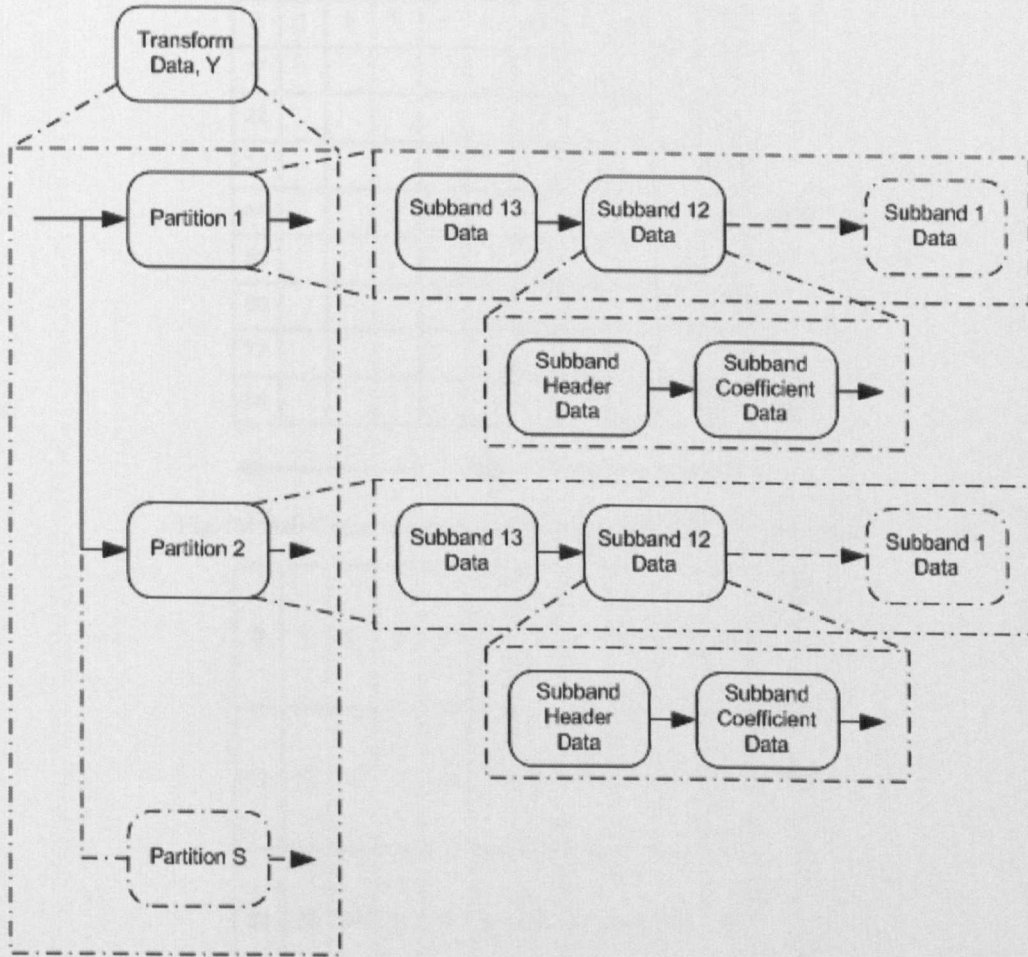 Transform
Data, Y
Partition 1
Subband 13
Data
Subband 12
Data
Subband 1
Data
Subband
Header
Data
Subband
Coefficient
Data
Partition 2
Subband 13
Data
Subband 12
Data
Subband 1
Data
Subband
Header
Data
Subband
Coefficient
Data
Partition S